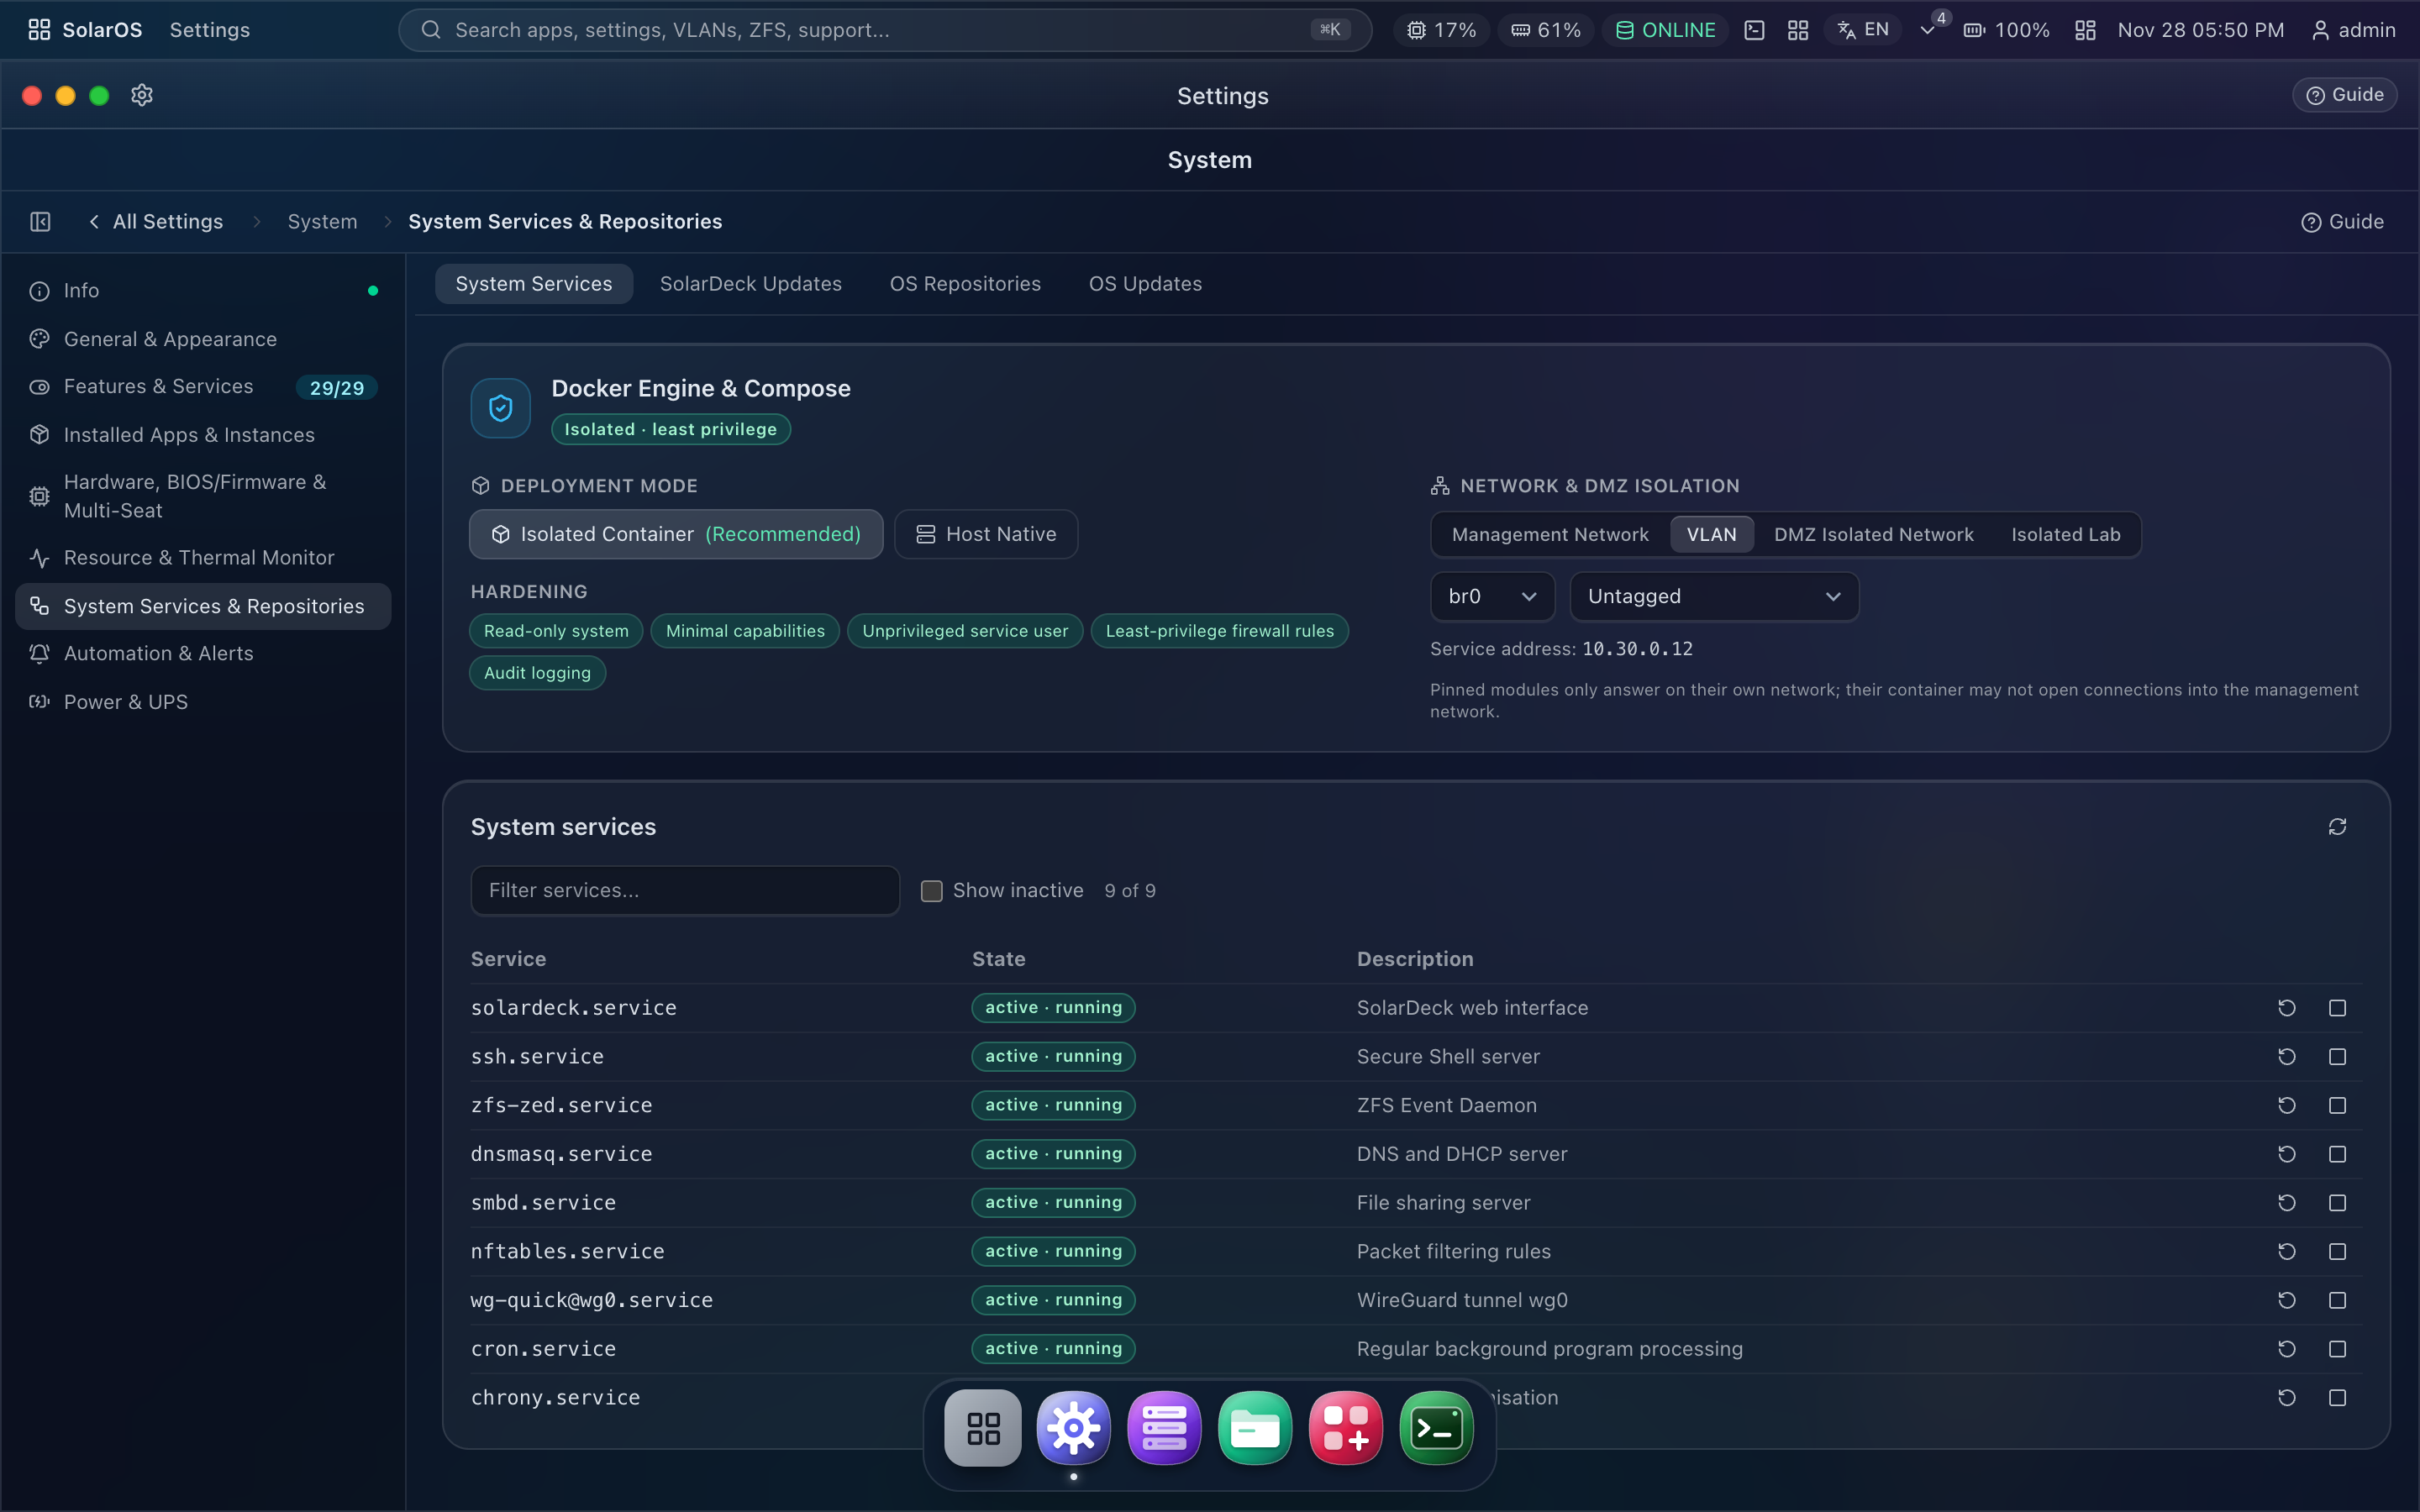 SolarOS Settings Search apps, settings, VLANs, ZFS, support... ⌘K 17% 61% ONLINE EN 4 100% Nov 28 05:50 PM admin
Settings Guide
System
All Settings System System Services & Repositories Guide
Info
General & Appearance
Features & Services 29/29
Installed Apps & Instances
Hardware, BIOS/Firmware &
Multi-Seat
Resource & Thermal Monitor
System Services & Repositories
Automation & Alerts
Power & UPS
System Services SolarDeck Updates OS Repositories OS Updates
Docker Engine & Compose
Isolated · least privilege
DEPLOYMENT MODE
Isolated Container (Recommended) Host Native
HARDENING
Read-only system Minimal capabilities Unprivileged service user Least-privilege firewall rules
Audit logging
NETWORK & DMZ ISOLATION
Management Network VLAN DMZ Isolated Network Isolated Lab
br0 Untagged
Service address: 10.30.0.12
Pinned modules only answer on their own network; their container may not open connections into the management
network.
System services
Filter services... Show inactive 9 of 9
Service State Description
solardeck.service active · running SolarDeck web interface
ssh.service active · running Secure Shell server
zfs-zed.service active · running ZFS Event Daemon
dnsmasq.service active · running DNS and DHCP server
smbd.service active · running File sharing server
nftables.service active · running Packet filtering rules
wg-quick@wg0.service active · running WireGuard tunnel wg0
cron.service active · running Regular background program processing
chrony.service